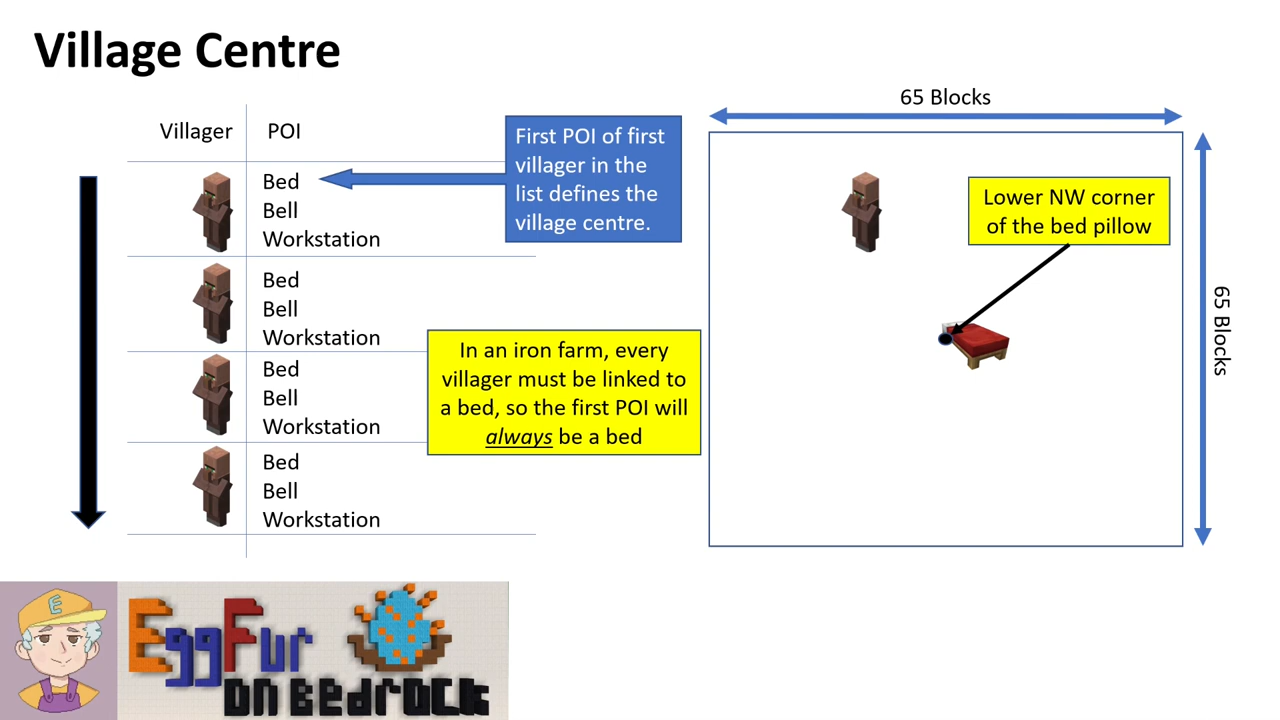 Village Centre
Villager
POI
Bed
Bell
Workstation
Bed
Bell
Workstation
Bed
Bell
Workstation
Bed
Bell
Workstation
First POI of first
villager in the
list defines the
village centre.
In an iron farm, every
villager must be linked to
a bed, so the first POI will
always be a bed
65 Blocks
Lower NW corner
of the bed pillow
65 Blocks
E
EggFur
on Bedrock